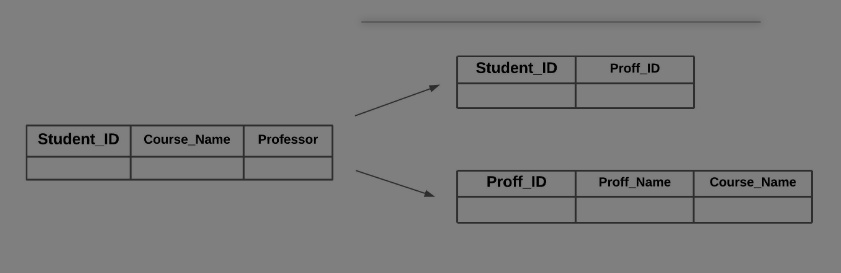 Student_ID Course_Name Professor
Student_ID Proff_ID
Proff_ID Proff_Name Course_Name